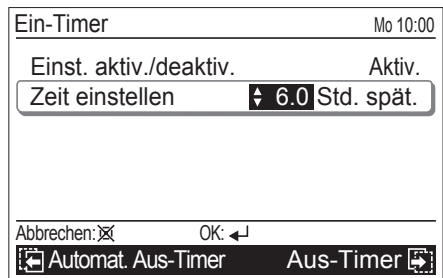 Ein-Timer Mo 10:00
Einst. aktiv./deaktiv. Aktiv.
Zeit einstellen 6.0 Std. spät.
Abbrechen: OK:
Automat. Aus-Timer Aus-Timer